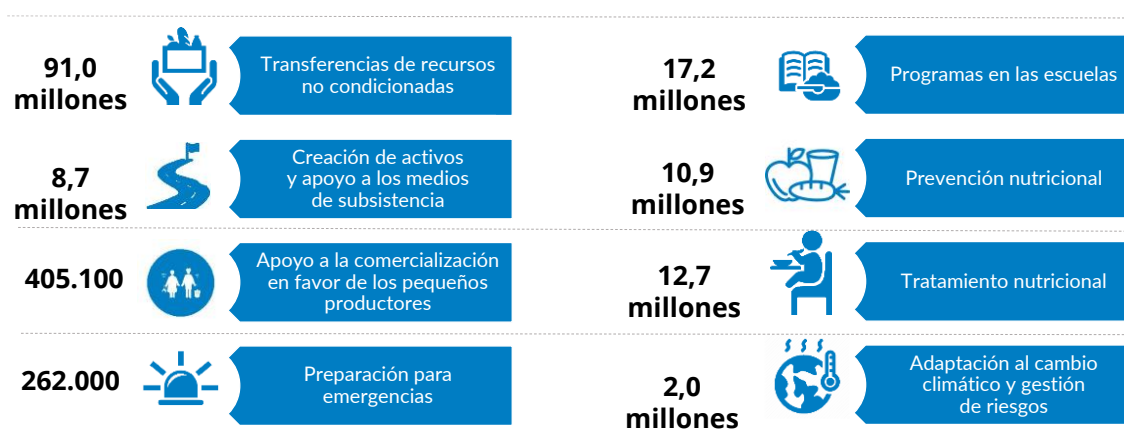 91,0
millones
Transferencias de recursos
no condicionadas
17,2
millones
Programas en las escuelas
8,7
millones
Creación de activos
y apoyo a los medios
de subsistencia
10,9
millones
Prevención nutricional
405.100
Apoyo a la comercialización
en favor de los pequeños
productores
12,7
millones
Tratamiento nutricional
262.000
Preparación para
emergencias
2,0
millones
Adaptación al cambio
climático y gestión
de riesgos